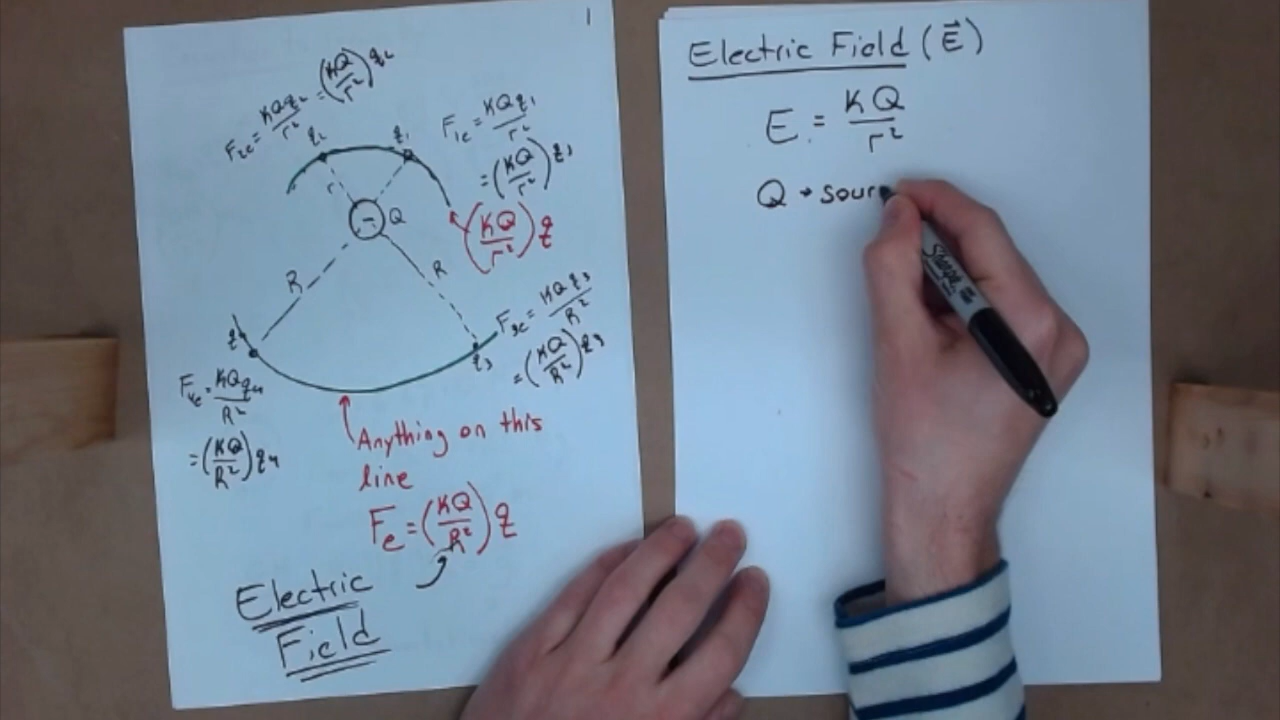 1
F₂e = KQq₂/r² = (KQ/r²)q₂
F₁e = KQq₁/r²
= (KQ/r²)q₁
q₂
q₁
r
- Q
(KQ/r²)q
R
R
q
q₃
F₃e = KQq₃/R²
= (KQ/R²)q₃
F₄e = KQq₄/R²
= (KQ/R²)q₄
Anything on this
line
Fe = (KQ/R²)q
Electric
Field
Electric Field (E⃗)
E = KQ/r²
Q → sour